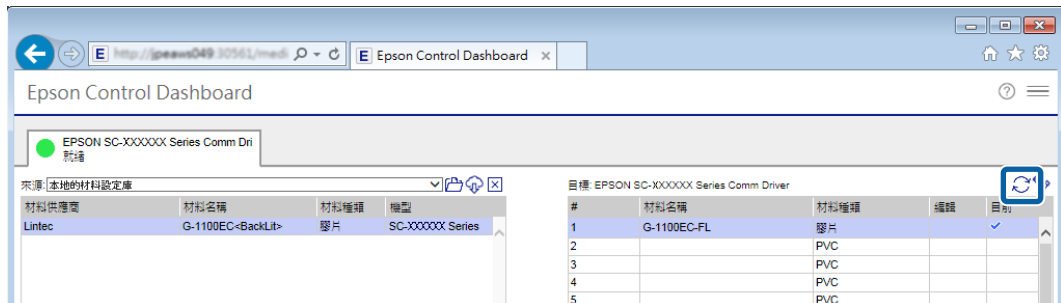 E http://jpeaws049:30561/medi
E Epson Control Dashboard
Epson Control Dashboard
EPSON SC-XXXXXX Series Comm Dri
就緒
來源: 本地的材料設定庫
目標: EPSON SC-XXXXXX Series Comm Driver
材料供應商 材料名稱 材料種類 機型
# 材料名稱 材料種類 編輯 目前
Lintec G-1100EC<BackLit> 膠片 SC-XXXXXX Series
1 G-1100EC-FL 膠片
2 PVC
3 PVC
4 PVC
5 PVC